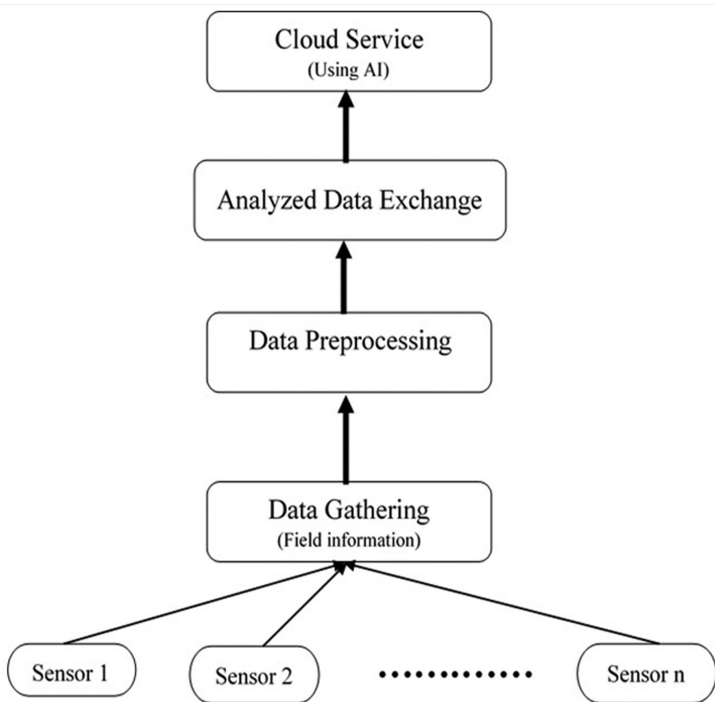 Cloud Service
(Using AI)
Analyzed Data Exchange
Data Preprocessing
Data Gathering
(Field information)
Sensor 1
Sensor 2
Sensor n